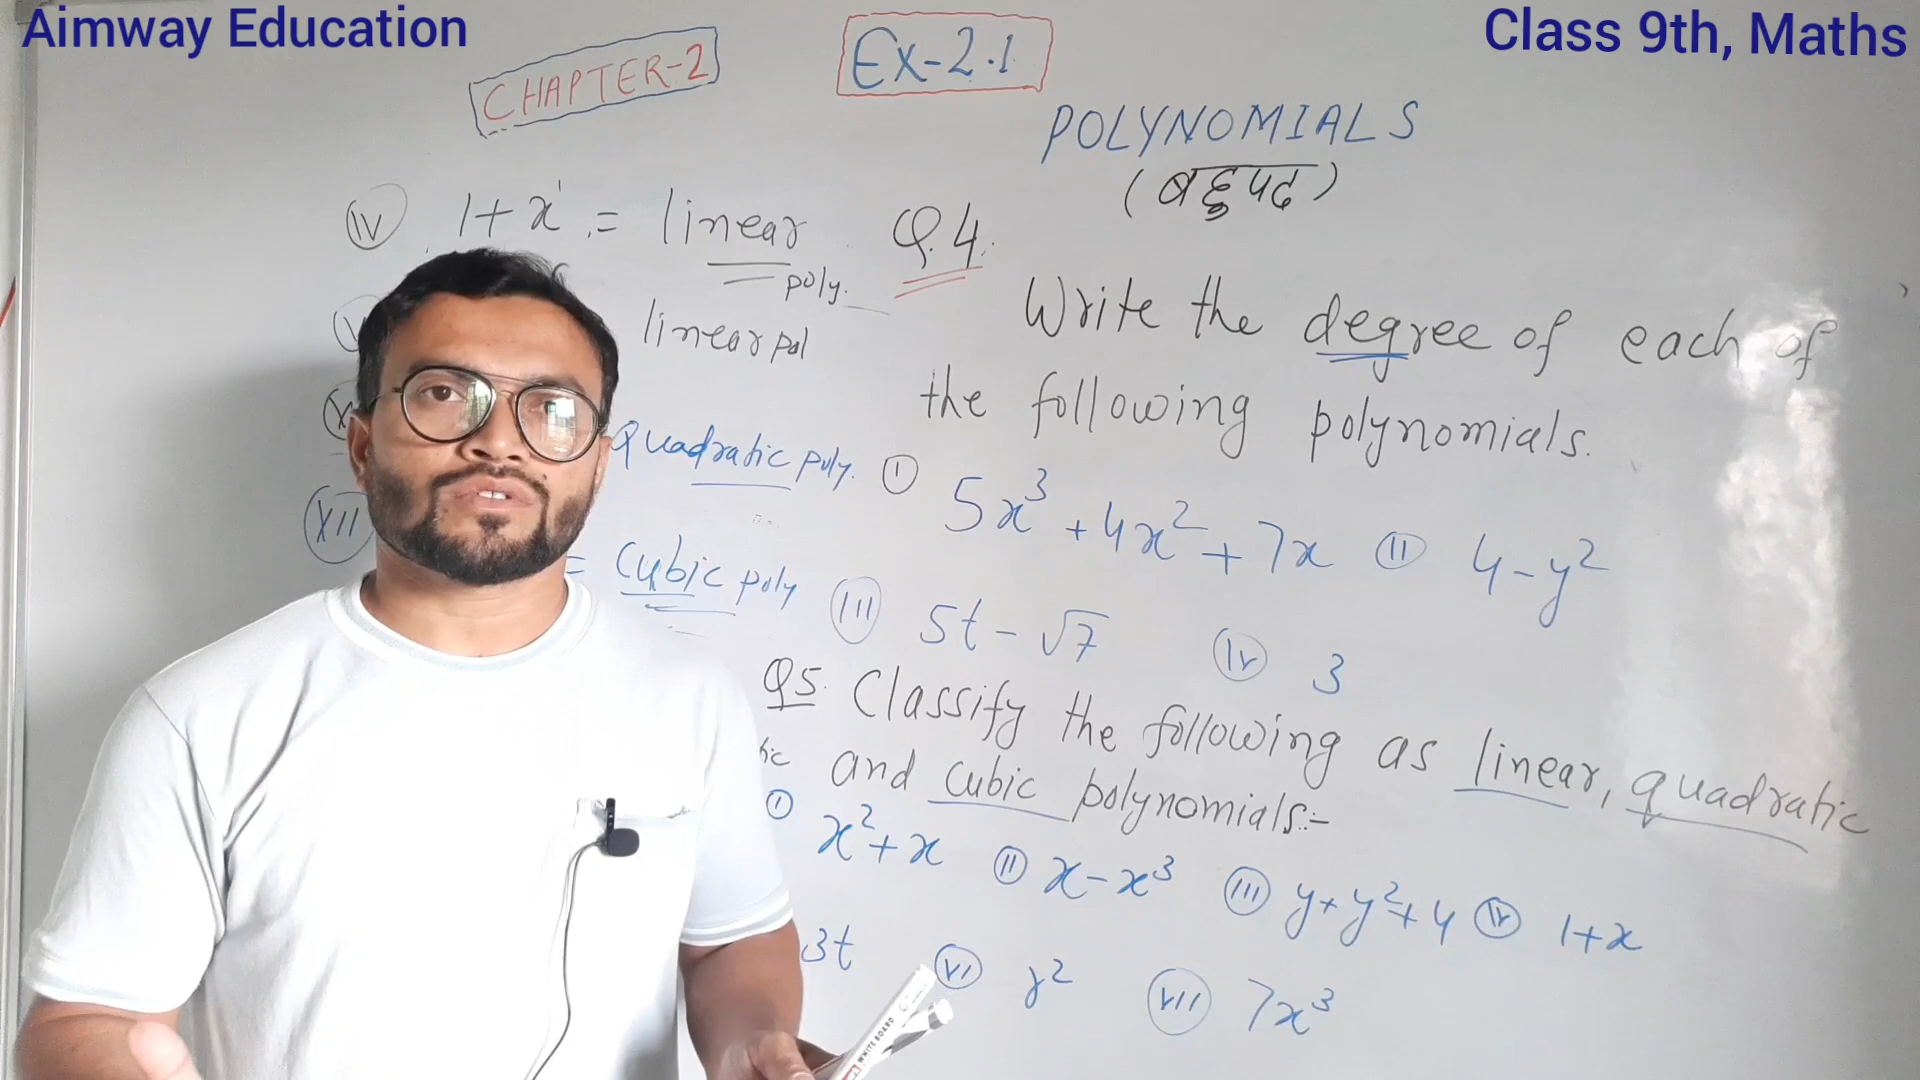 Aimway Education
Class 9th, Maths
CHAPTER-2
Ex-2.1
POLYNOMIALS
(बहुपद)
(iv) 1+x¹ = linear
poly.
linear pol
Quadratic poly.
(XII)
= Cubic poly
Q.4.
Write the degree of each of
the following polynomials.
(i) 5x³ + 4x² + 7x (ii) 4-y²
(iii) 5t - √7 (iv) 3
Q5. Classify the following as linear, quadratic
and cubic polynomials:-
(i) x²+x (ii) x-x³ (iii) y+y²+4 (iv) 1+x
3t (vi) r² (vii) 7x³
WHITE BOARD